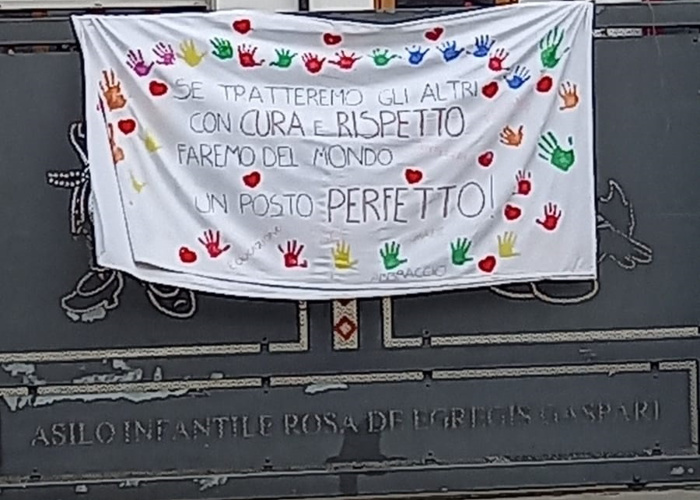 SE TRATTEREMO GLI ALTRI
CON CURA E RISPETTO
FAREMO DEL MONDO
UN POSTO PERFETTO!
ABBRACCIO
ASILO INFANTILE ROSA DE EGREGIS GASPARI